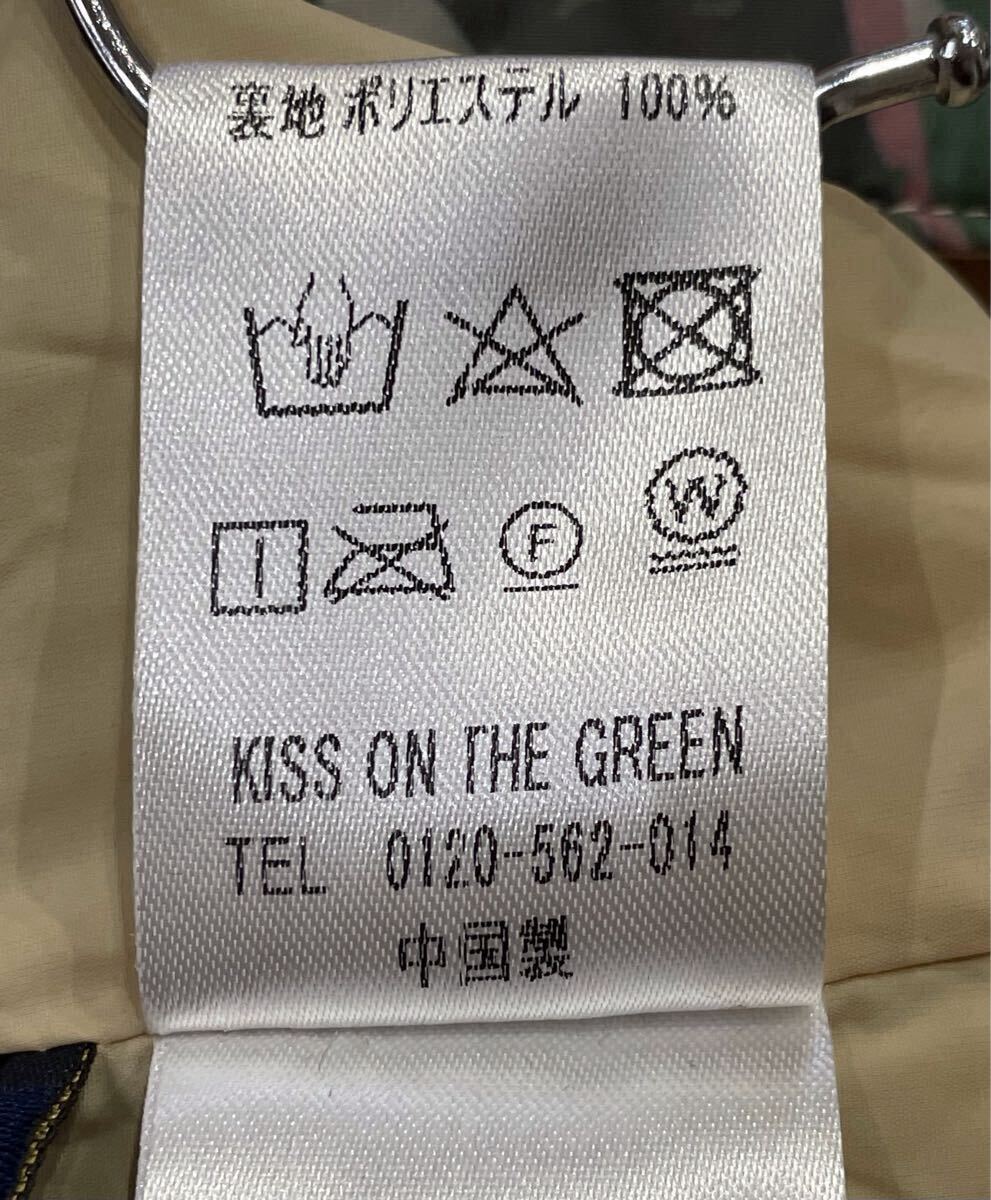 裏地 ポリエステル 100%
F
W
KISS ON THE GREEN
TEL 0120-562-014
中国製